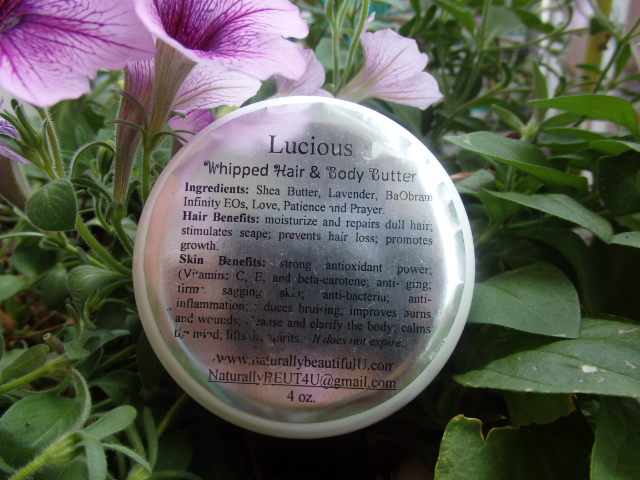 Lucious
Whipped Hair & Body Butter
Ingredients: Shea Butter, Lavender, BaObram
Infinity EOs, Love, Patience and Prayer.
Hair Benefits: moisturize and repairs dull hair;
stimulates scape; prevents hair loss; promotes
growth.
Skin Benefits: strong antioxidant power;
(Vitamins C, E, and beta-carotene; anti-aging;
firms sagging skin; anti-bacteria; anti-
inflammation; reduces bruising; improves burns
and wounds; cleanse and clarify the body; calms
the mind; lifts the spirits. It does not expire.
www.naturallybeautifulU.com
NaturallyREUT4U@gmail.com
4 oz.